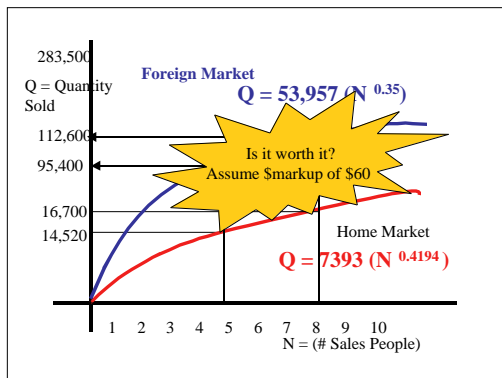 283,500
Foreign Market
Q = Quantity
Sold
Q = 53,957 (N 0.35)
112,600
95,400
Is it worth it?
Assume $markup of $60
16,700
14,520
Home Market
Q = 7393 (N 0.4194)
1 2 3 4 5 6 7 8 9 10
N = (# Sales People)